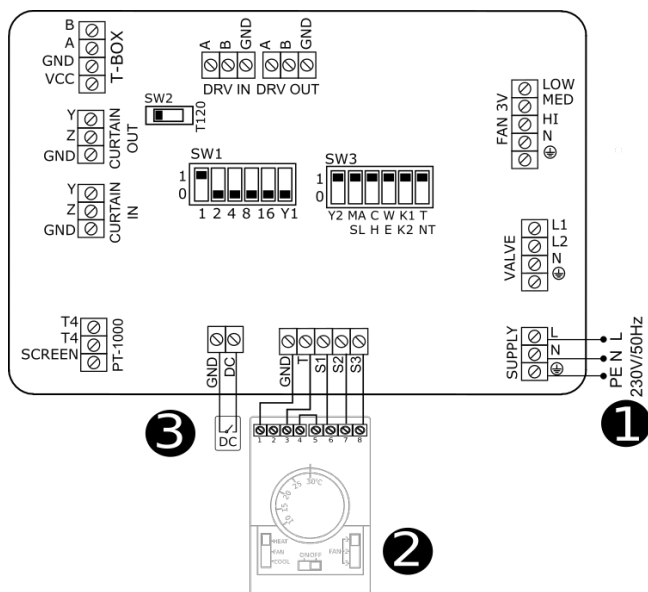 B
A
GND
VCC
T-BOX
A
B
GND
A
B
GND
DRV IN
DRV OUT
SW2
T120
Y
Z
GND
CURTAIN OUT
Y
Z
GND
CURTAIN IN
SW1
1
0
1 2 4 8 16 Y1
SW3
1
0
Y2 MA C W K1 T
SL H E K2 NT
LOW
MED
HI
N
FAN 3V
L1
L2
N
VALVE
L
N
SUPPLY
L
N
PE
230V/50Hz
1
T4
T4
SCREEN
PT-1000
GND
DC
GND
T
S1
S2
S3
3
DC
1 2 3 4 5 6 7 8
10
15
20
25
30°C
HEAT
FAN
COOL
ON OFF
FAN
3
2
1
2